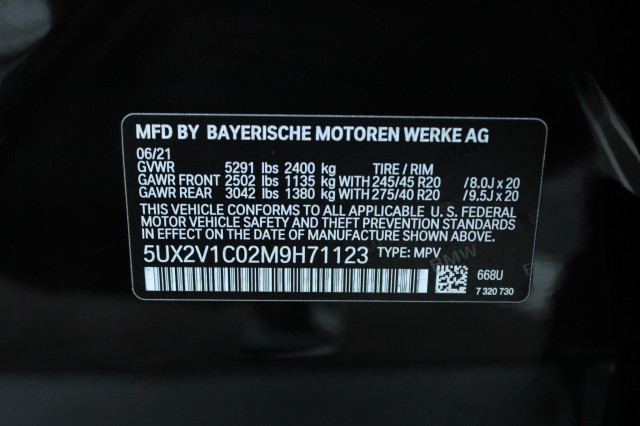 MFD BY BAYERISCHE MOTOREN WERKE AG
06/21
GVWR 5291 lbs 2400 kg TIRE / RIM
GAWR FRONT 2502 lbs 1135 kg WITH 245/45 R20 /8.0J x 20
GAWR REAR 3042 lbs 1380 kg WITH 275/40 R20 /9.5J x 20
THIS VEHICLE CONFORMS TO ALL APPLICABLE U. S. FEDERAL
MOTOR VEHICLE SAFETY AND THEFT PREVENTION STANDARDS
IN EFFECT ON THE DATE OF MANUFACTURE SHOWN ABOVE.
5UX2V1C02M9H71123 TYPE: MPV
668U
7 320 730
BMW